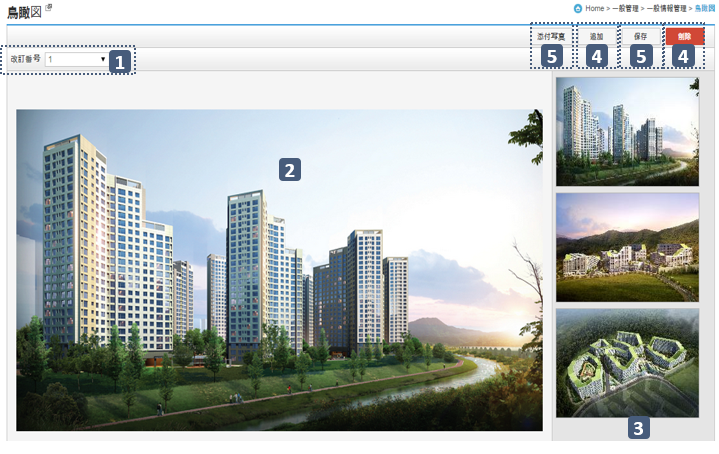 鳥瞰図
Home > 一般管理 > 一般情報管理 > 鳥瞰図
添付写真 追加 保存 削除
5 4 5 4
改訂番号 1 1
2
3